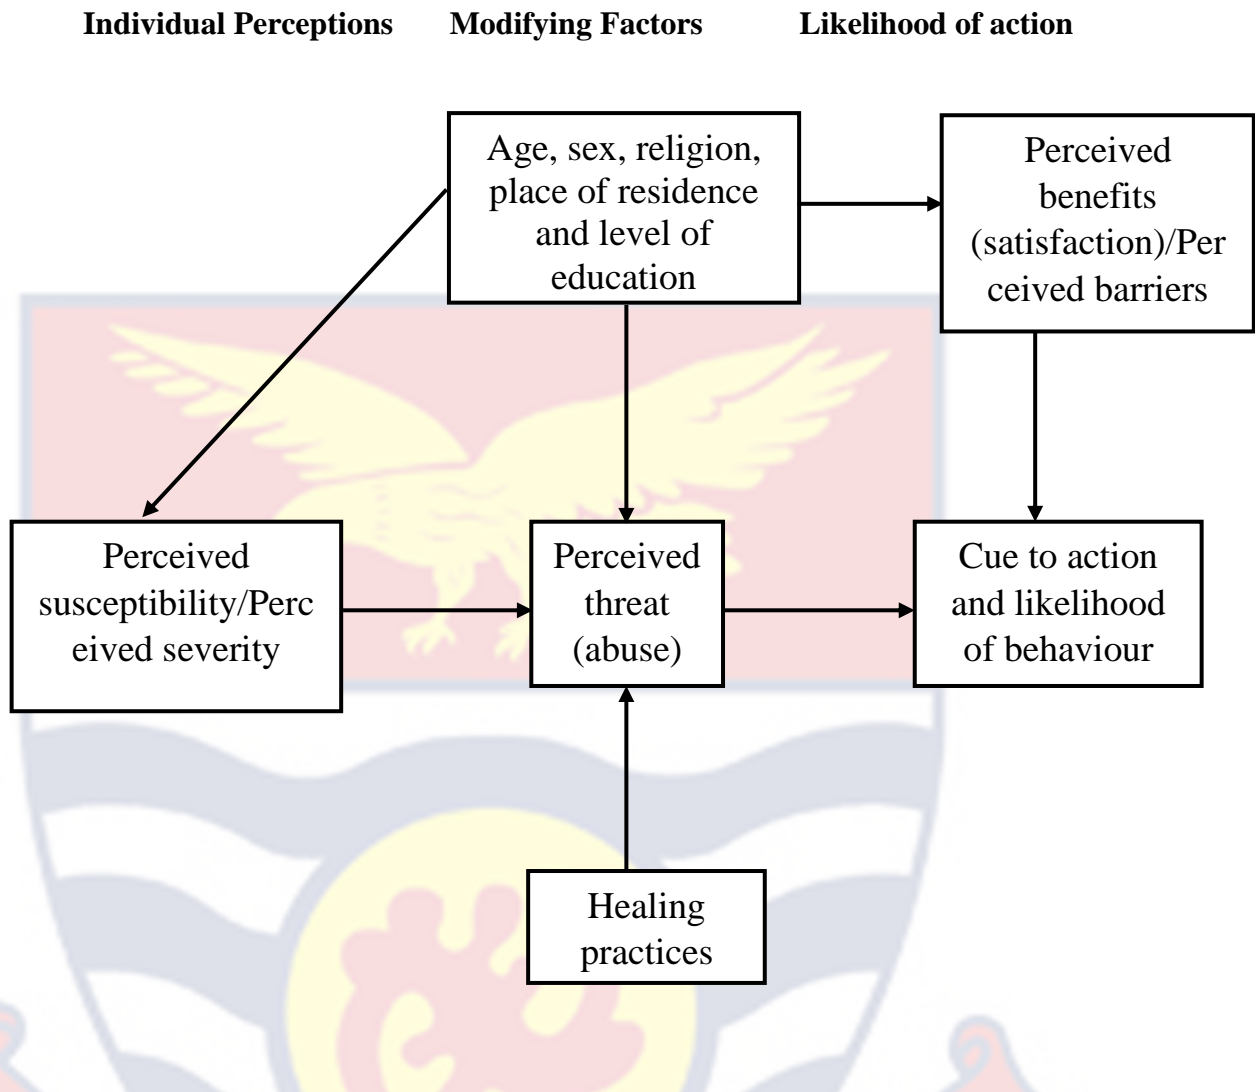 Individual Perceptions Modifying Factors Likelihood of action
Age, sex, religion,
place of residence
and level of
education
Perceived
benefits
(satisfaction)/Per
ceived barriers
Perceived
susceptibility/Perc
eived severity
Perceived
threat
(abuse)
Cue to action
and likelihood
of behaviour
Healing
practices